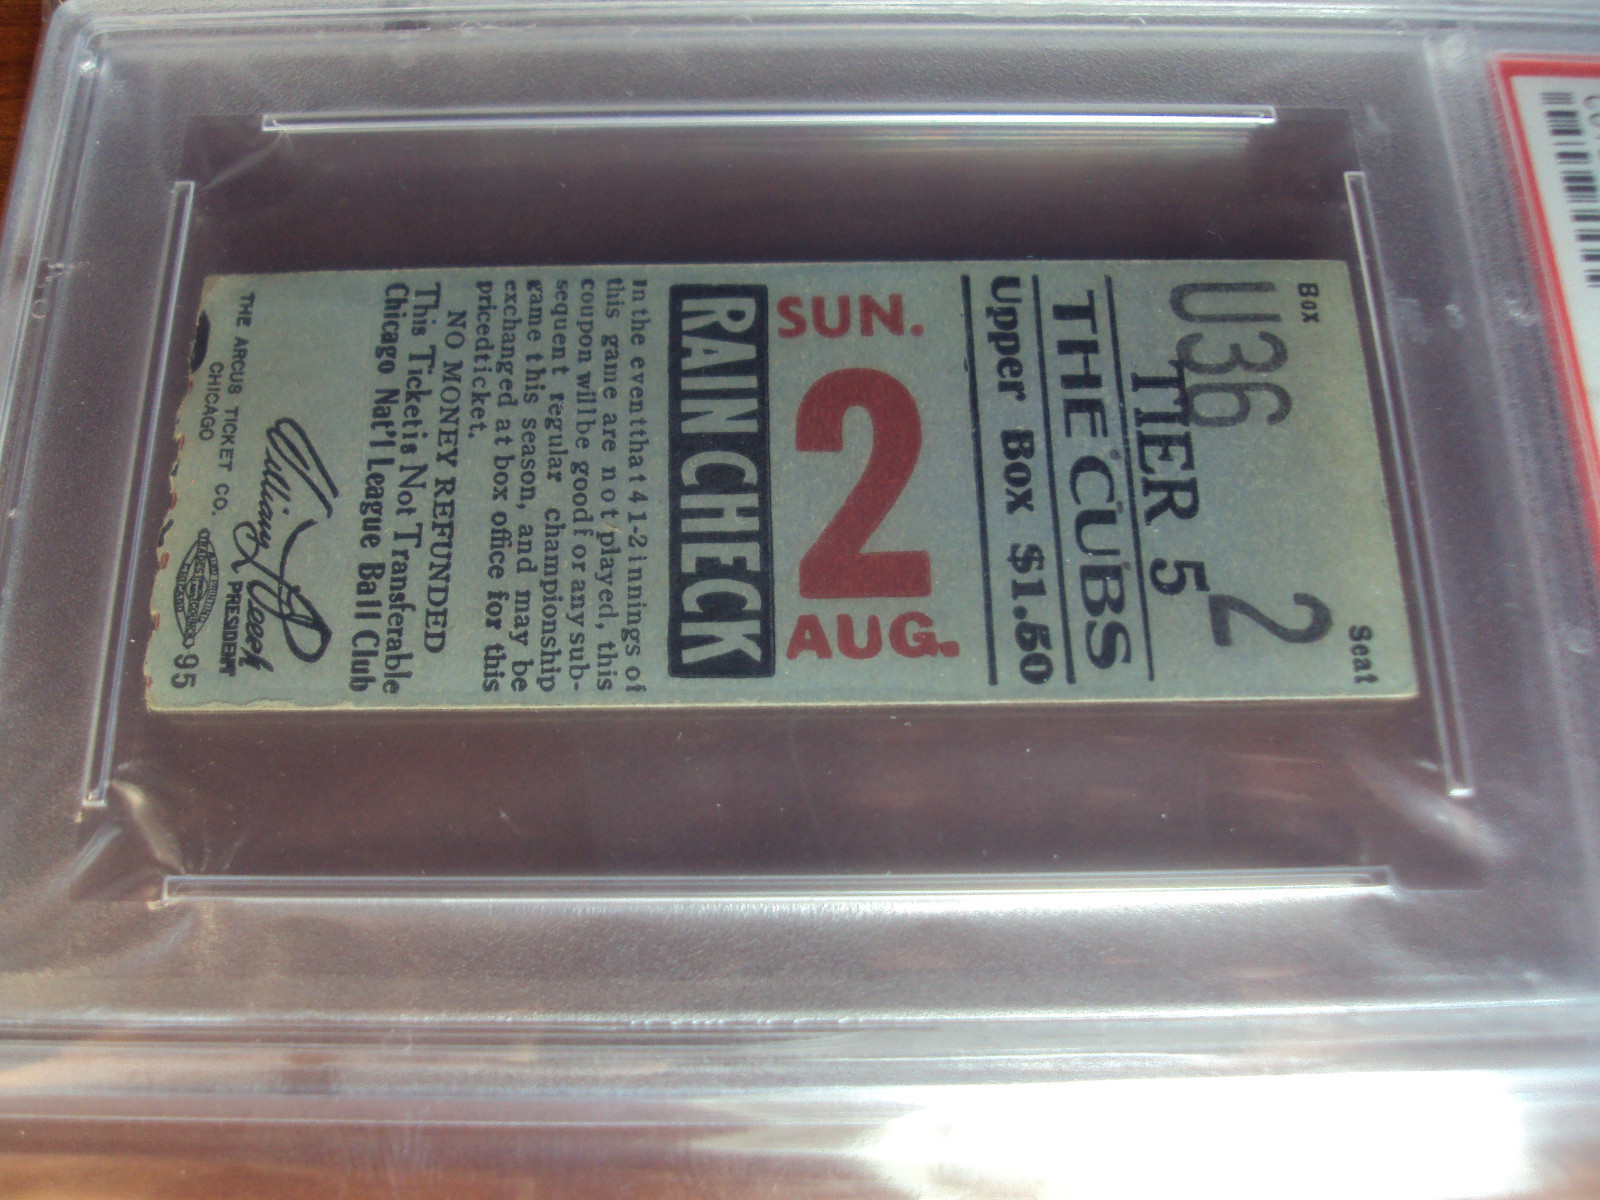 Box
Seat
U36
2
TIER 5
THE CUBS
Upper Box $1.50
SUN.
2
AUG.
RAIN CHECK
In the event that 4 1-2 innings of
this game are not played, this
coupon will be good for any sub-
sequent regular championship
game this season, and may be
exchanged at box office for this
priced ticket.
NO MONEY REFUNDED
This Ticket is Not Transferable
Chicago Nat'l League Ball Club
PRESIDENT
THE ARCUS TICKET CO.
CHICAGO
95